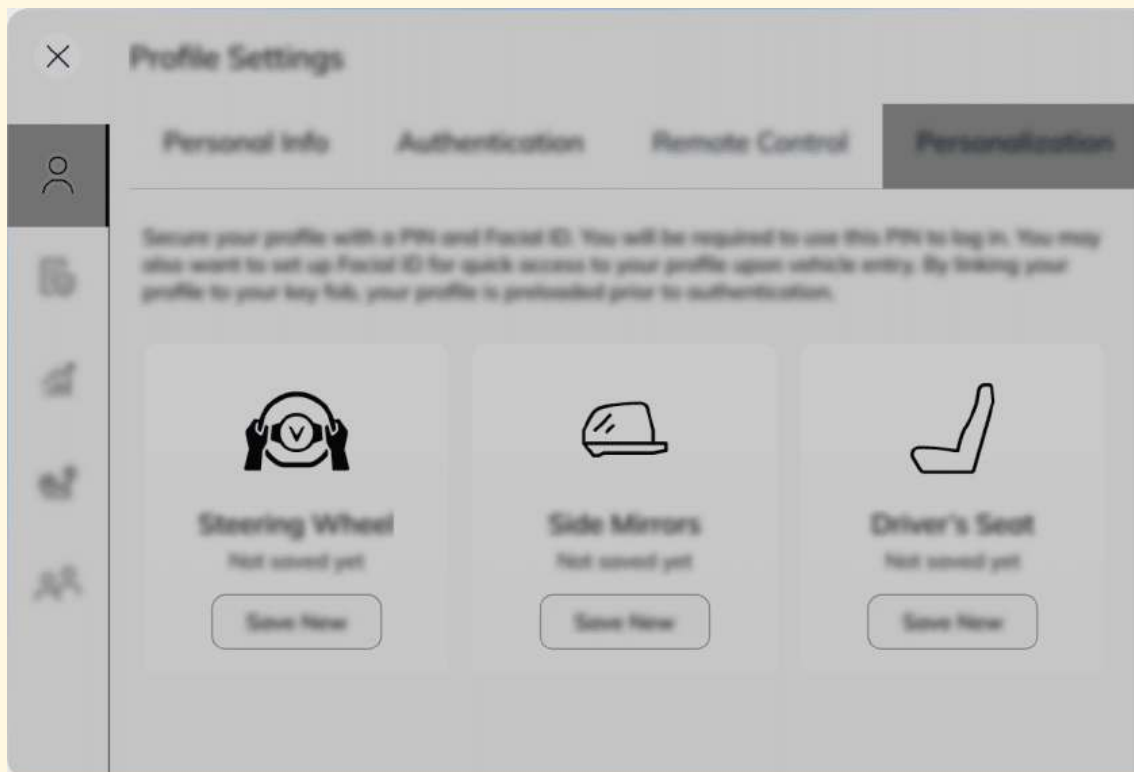 Profile Settings
Personal Info Authentication Remote Control Personalization
Secure your profile with a PIN and Facial ID. You will be required to use this PIN to log in. You may
also want to set up Facial ID for quick access to your profile upon vehicle entry. By linking your
profile to your key fob, your profile is preloaded prior to authentication.
Steering Wheel Side Mirrors Driver's Seat
Not saved yet Not saved yet Not saved yet
Save New Save New Save New